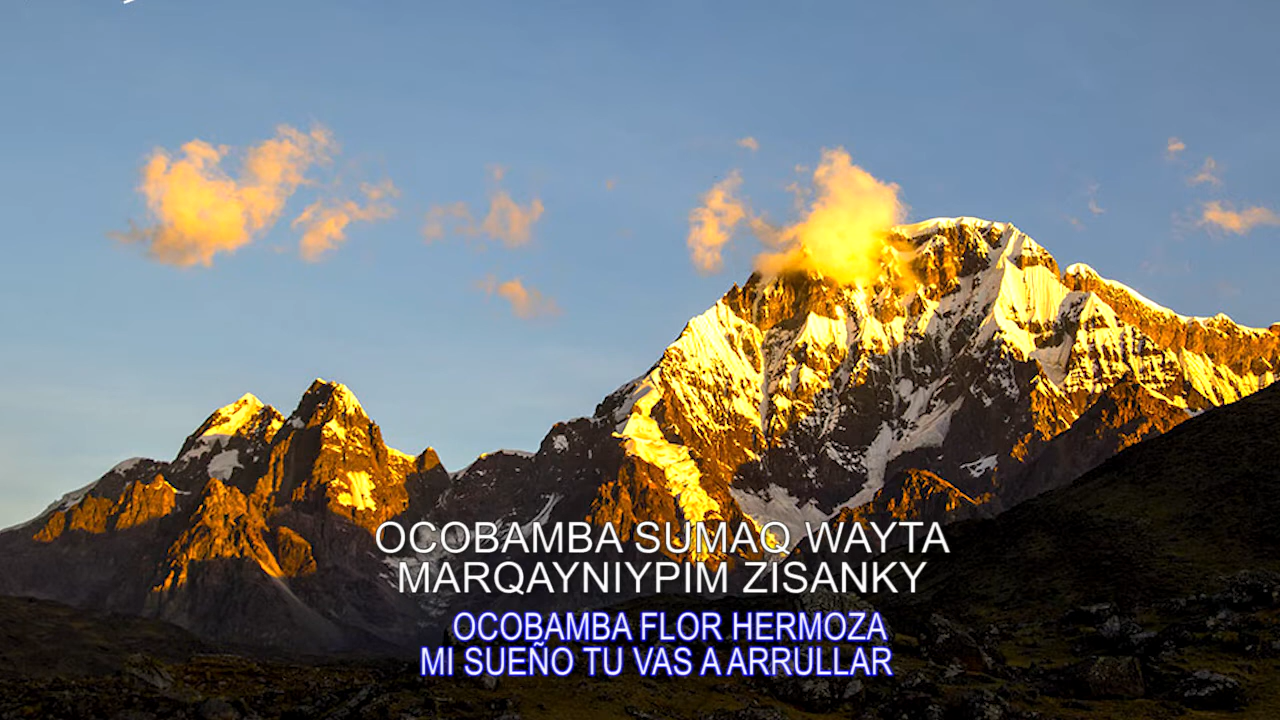 OCOBAMBA SUMAQ WAYTA
MARQAYNIYPIM ZISANKY
OCOBAMBA FLOR HERMOZA
MI SUEÑO TU VAS A ARRULLAR